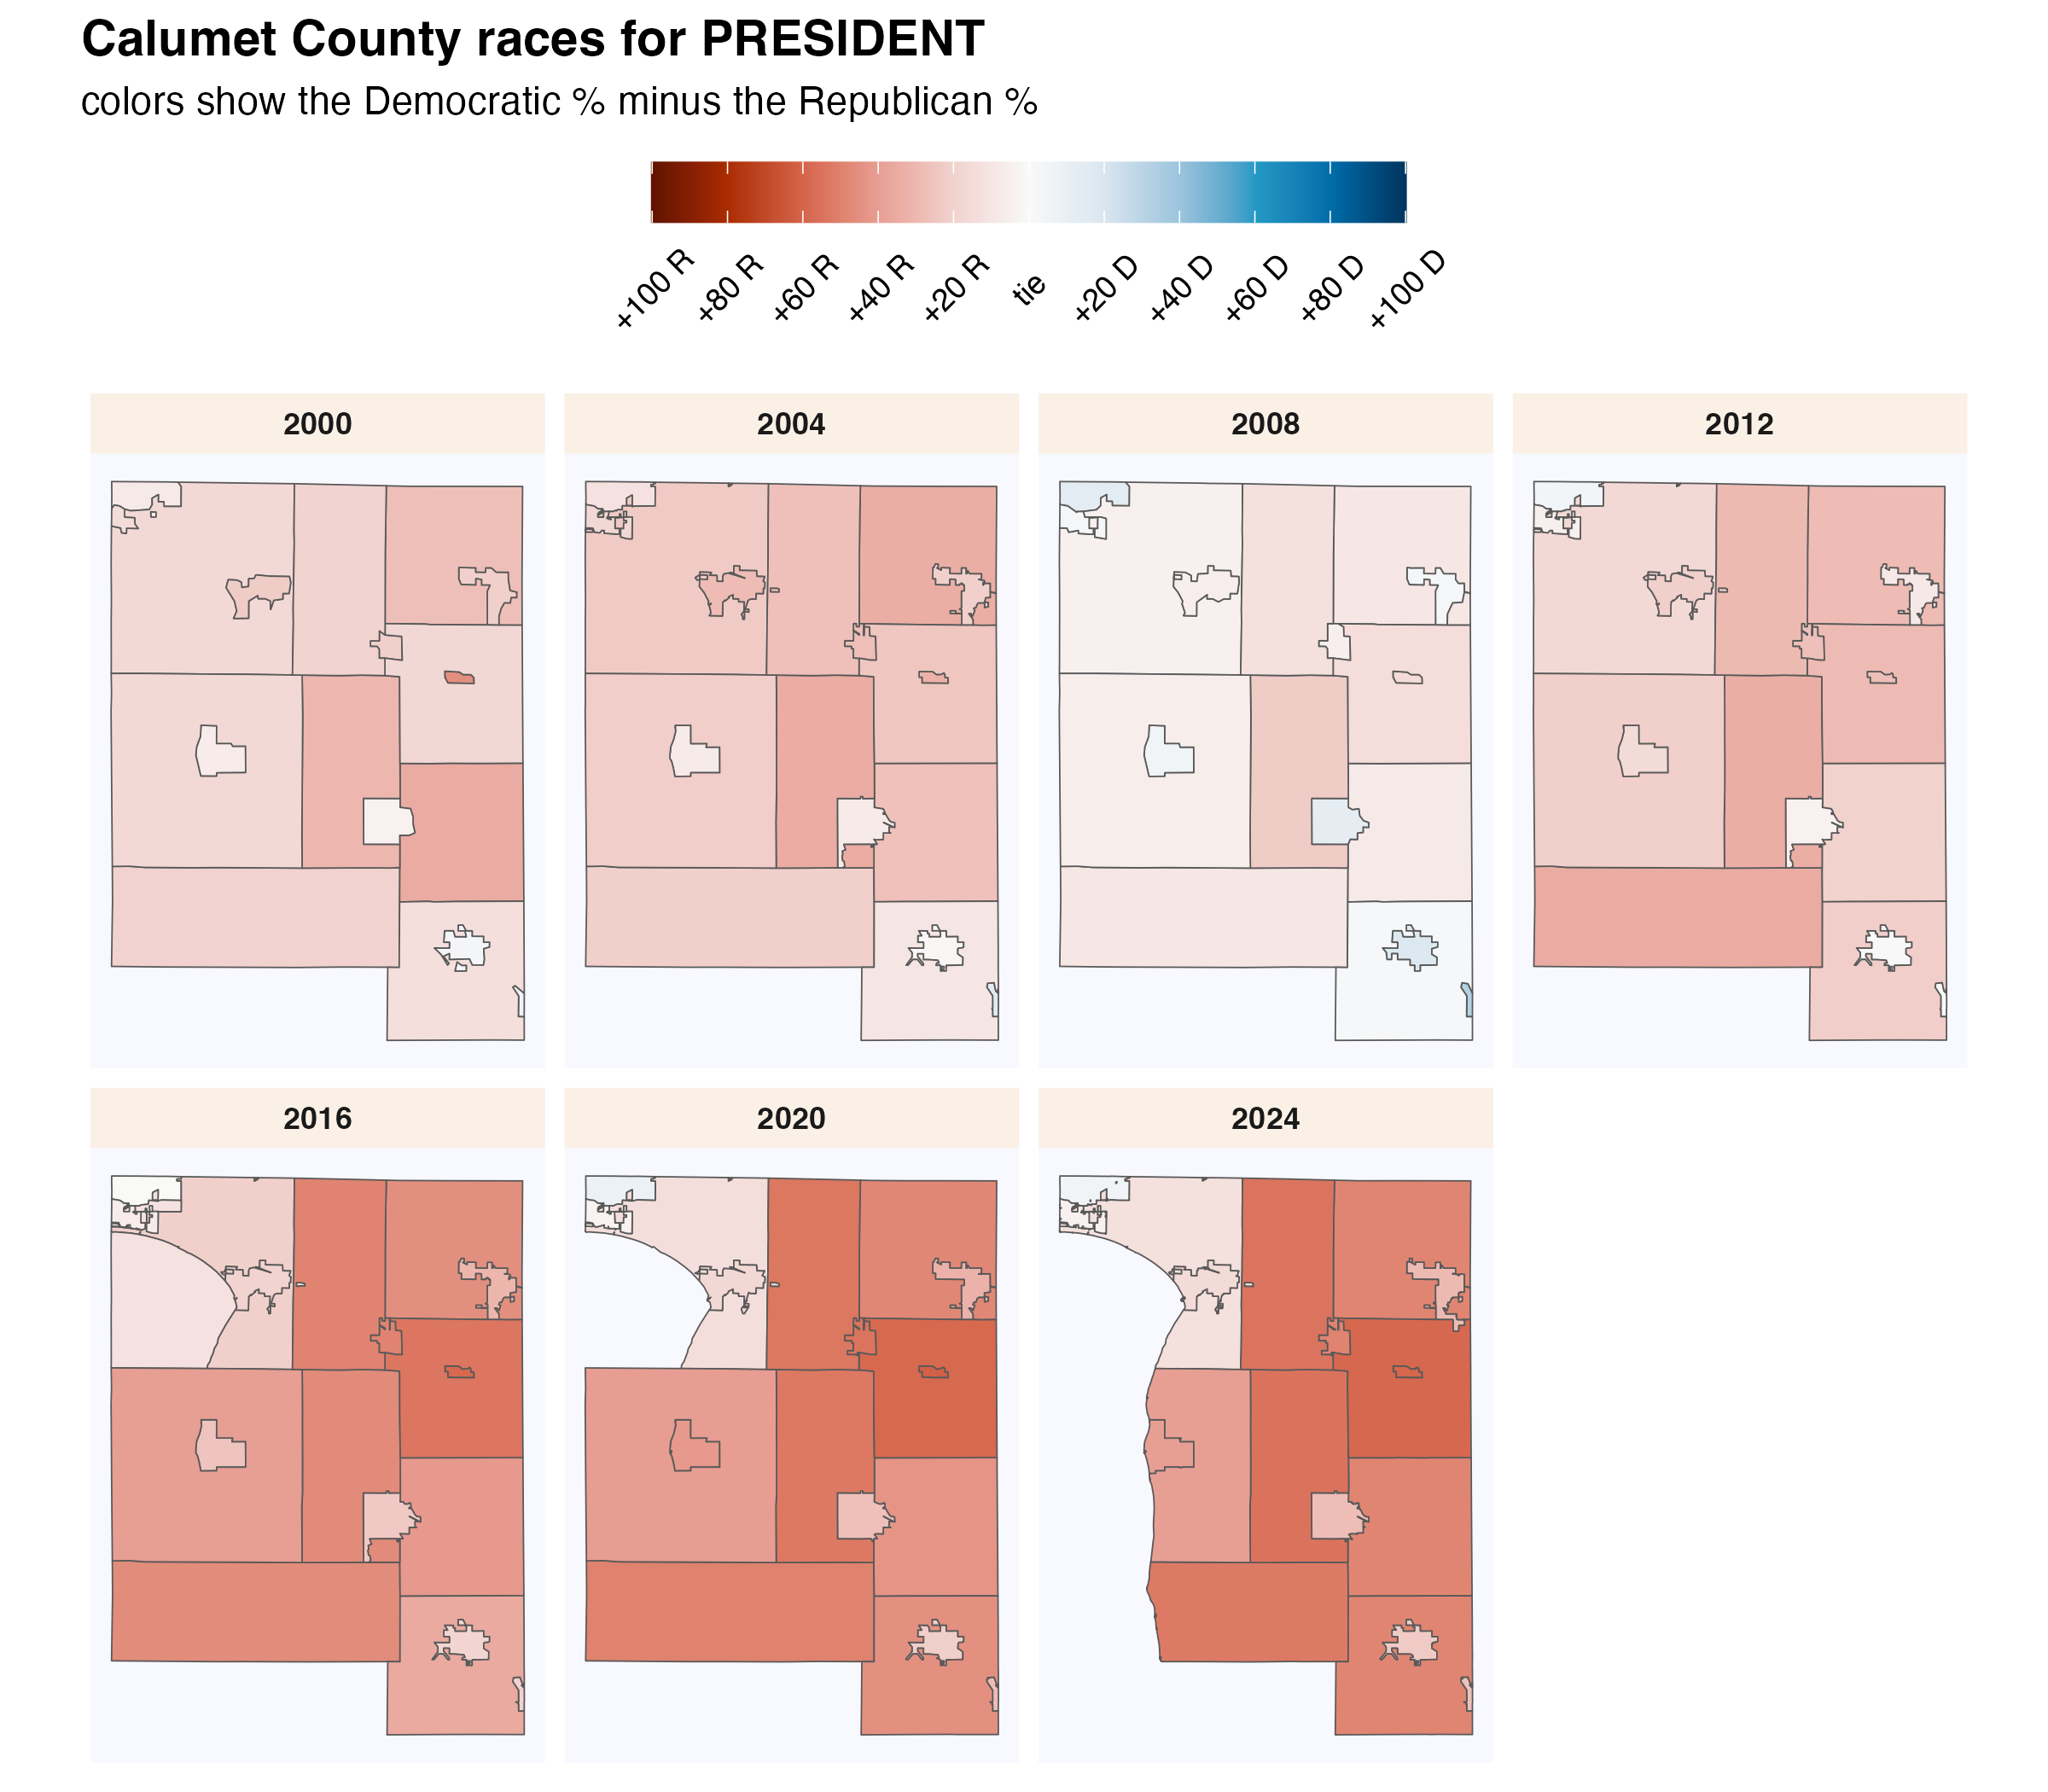 Calumet County races for PRESIDENT
colors show the Democratic % minus the Republican %
+100 R
+80 R
+60 R
+40 R
+20 R
tie
+20 D
+40 D
+60 D
+80 D
+100 D
2000
2004
2008
2012
2016
2020
2024